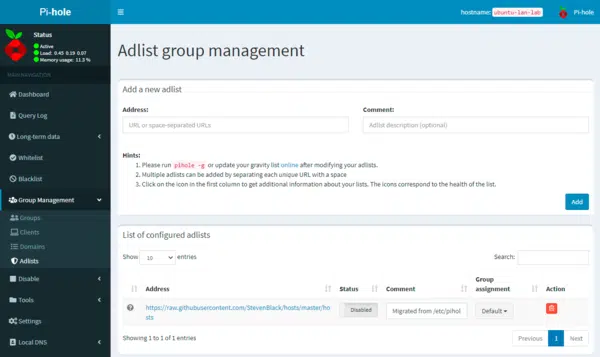 Pi-hole
hostname: ubuntu-lan-lab
Pi-hole
Status
Active
Load: 0.45 0.19 0.07
Memory usage: 11.3 %
MAIN NAVIGATION
Dashboard
Query Log
Long-term data
Whitelist
Blacklist
Group Management
Groups
Clients
Domains
Adlists
Disable
Tools
Settings
Local DNS
Adlist group management
Add a new adlist
Address:
Comment:
URL or space-separated URLs
Adlist description (optional)
Hints:
1. Please run pihole -g or update your gravity list online after modifying your adlists.
2. Multiple adlists can be added by separating each unique URL with a space
3. Click on the icon in the first column to get additional information about your lists. The icons correspond to the health of the list.
Add
List of configured adlists
Show 10 entries
Search:
Address
Status
Comment
Group assignment
Action
https://raw.githubusercontent.com/StevenBlack/hosts/master/ho
sts
Disabled
Migrated from /etc/pihol
Default
Showing 1 to 1 of 1 entries
Previous 1 Next